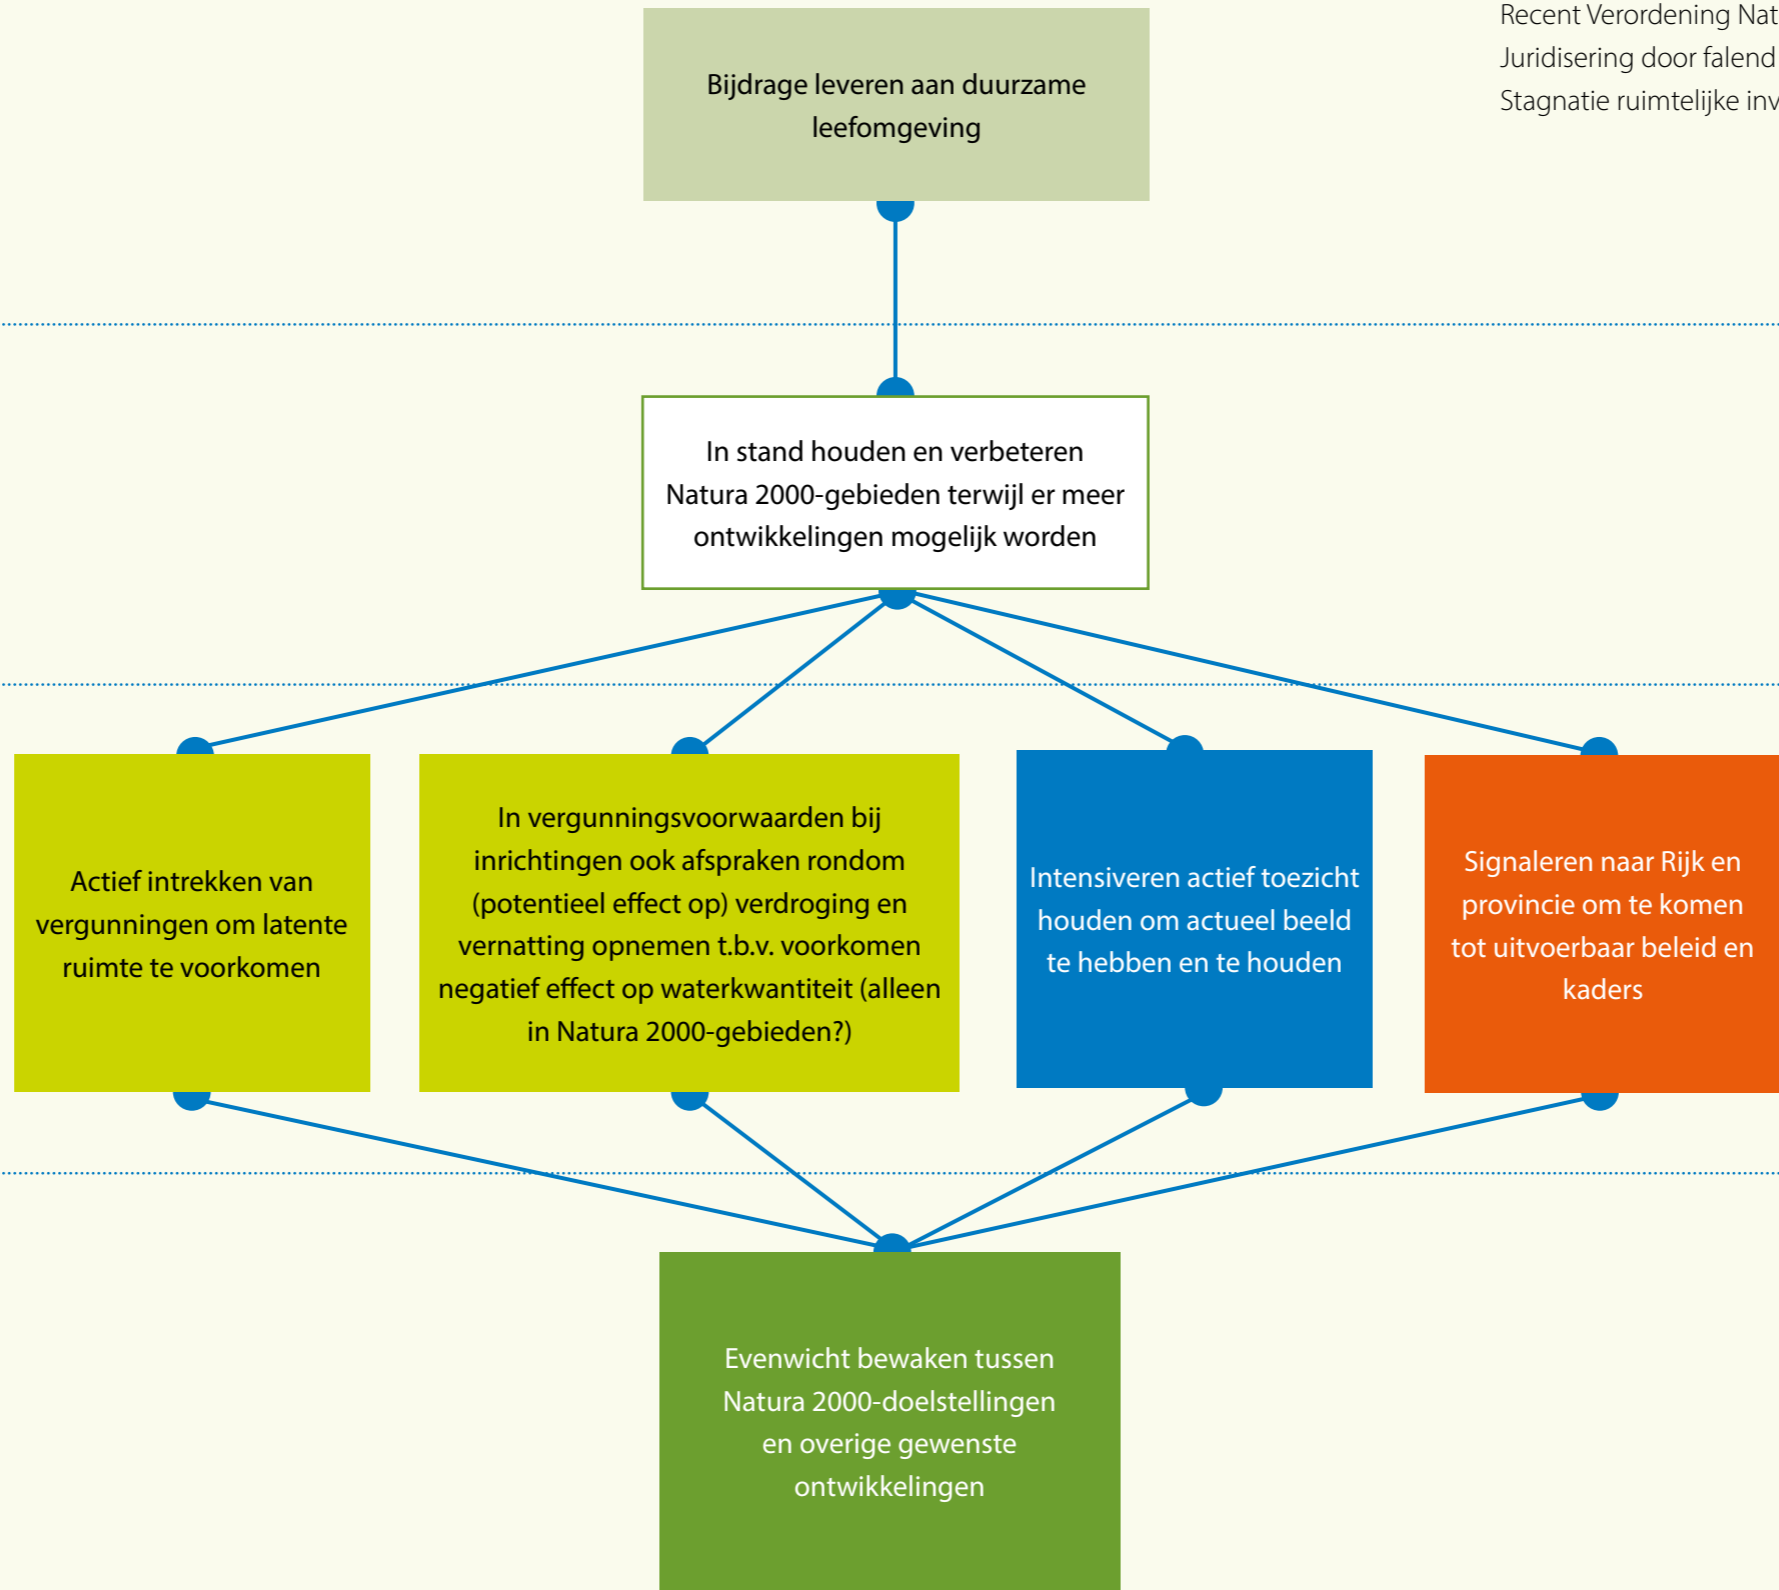 Recent Verordening Nat
Juridisering door falend
Stagnatie ruimtelijke inv
Bijdrage leveren aan duurzame
leefomgeving
In stand houden en verbeteren
Natura 2000-gebieden terwijl er meer
ontwikkelingen mogelijk worden
Actief intrekken van
vergunningen om latente
ruimte te voorkomen
In vergunningsvoorwaarden bij
inrichtingen ook afspraken rondom
(potentieel effect op) verdroging en
vernatting opnemen t.b.v. voorkomen
negatief effect op waterkwantiteit (alleen
in Natura 2000-gebieden?)
Intensiveren actief toezicht
houden om actueel beeld
te hebben en te houden
Signaleren naar Rijk en
provincie om te komen
tot uitvoerbaar beleid en
kaders
Evenwicht bewaken tussen
Natura 2000-doelstellingen
en overige gewenste
ontwikkelingen